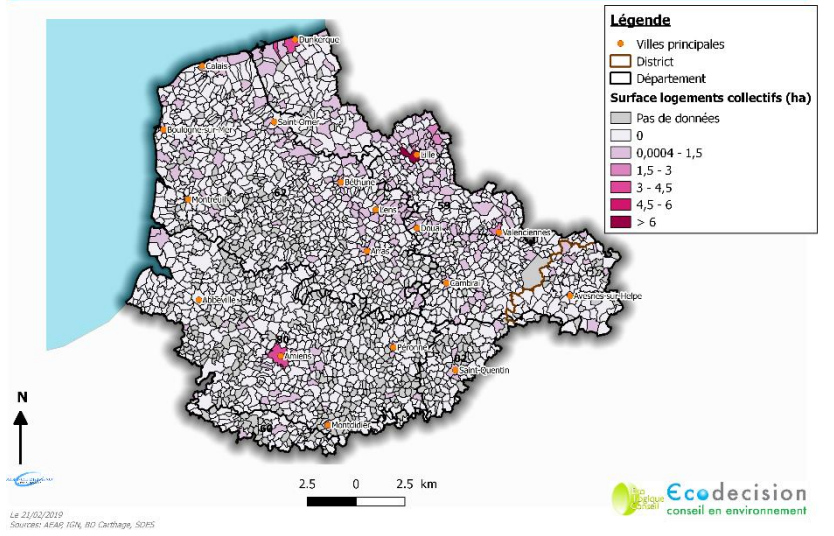 Légende
Villes principales
District
Département
Surface logements collectifs (ha)
Pas de données
0
0,0004 - 1,5
1,5 - 3
3 - 4,5
4,5 - 6
> 6
Dunkerque
Calais
Saint-Omer
Boulogne-sur-Mer
Lille
Béthune
62
Montreuil
Lens
59
Douai
Valenciennes
Arras
Cambrai
Avesnes-sur-Helpe
Abbeville
80
Amiens
Péronne
02
Saint-Quentin
60
Montdidier
N
2.5 0 2.5 km
Eco
Logique
Conseil
Ecodecision
conseil en environnement
Le 21/02/2019
Sources: AEAP, IGN, BD Carthage, SDES